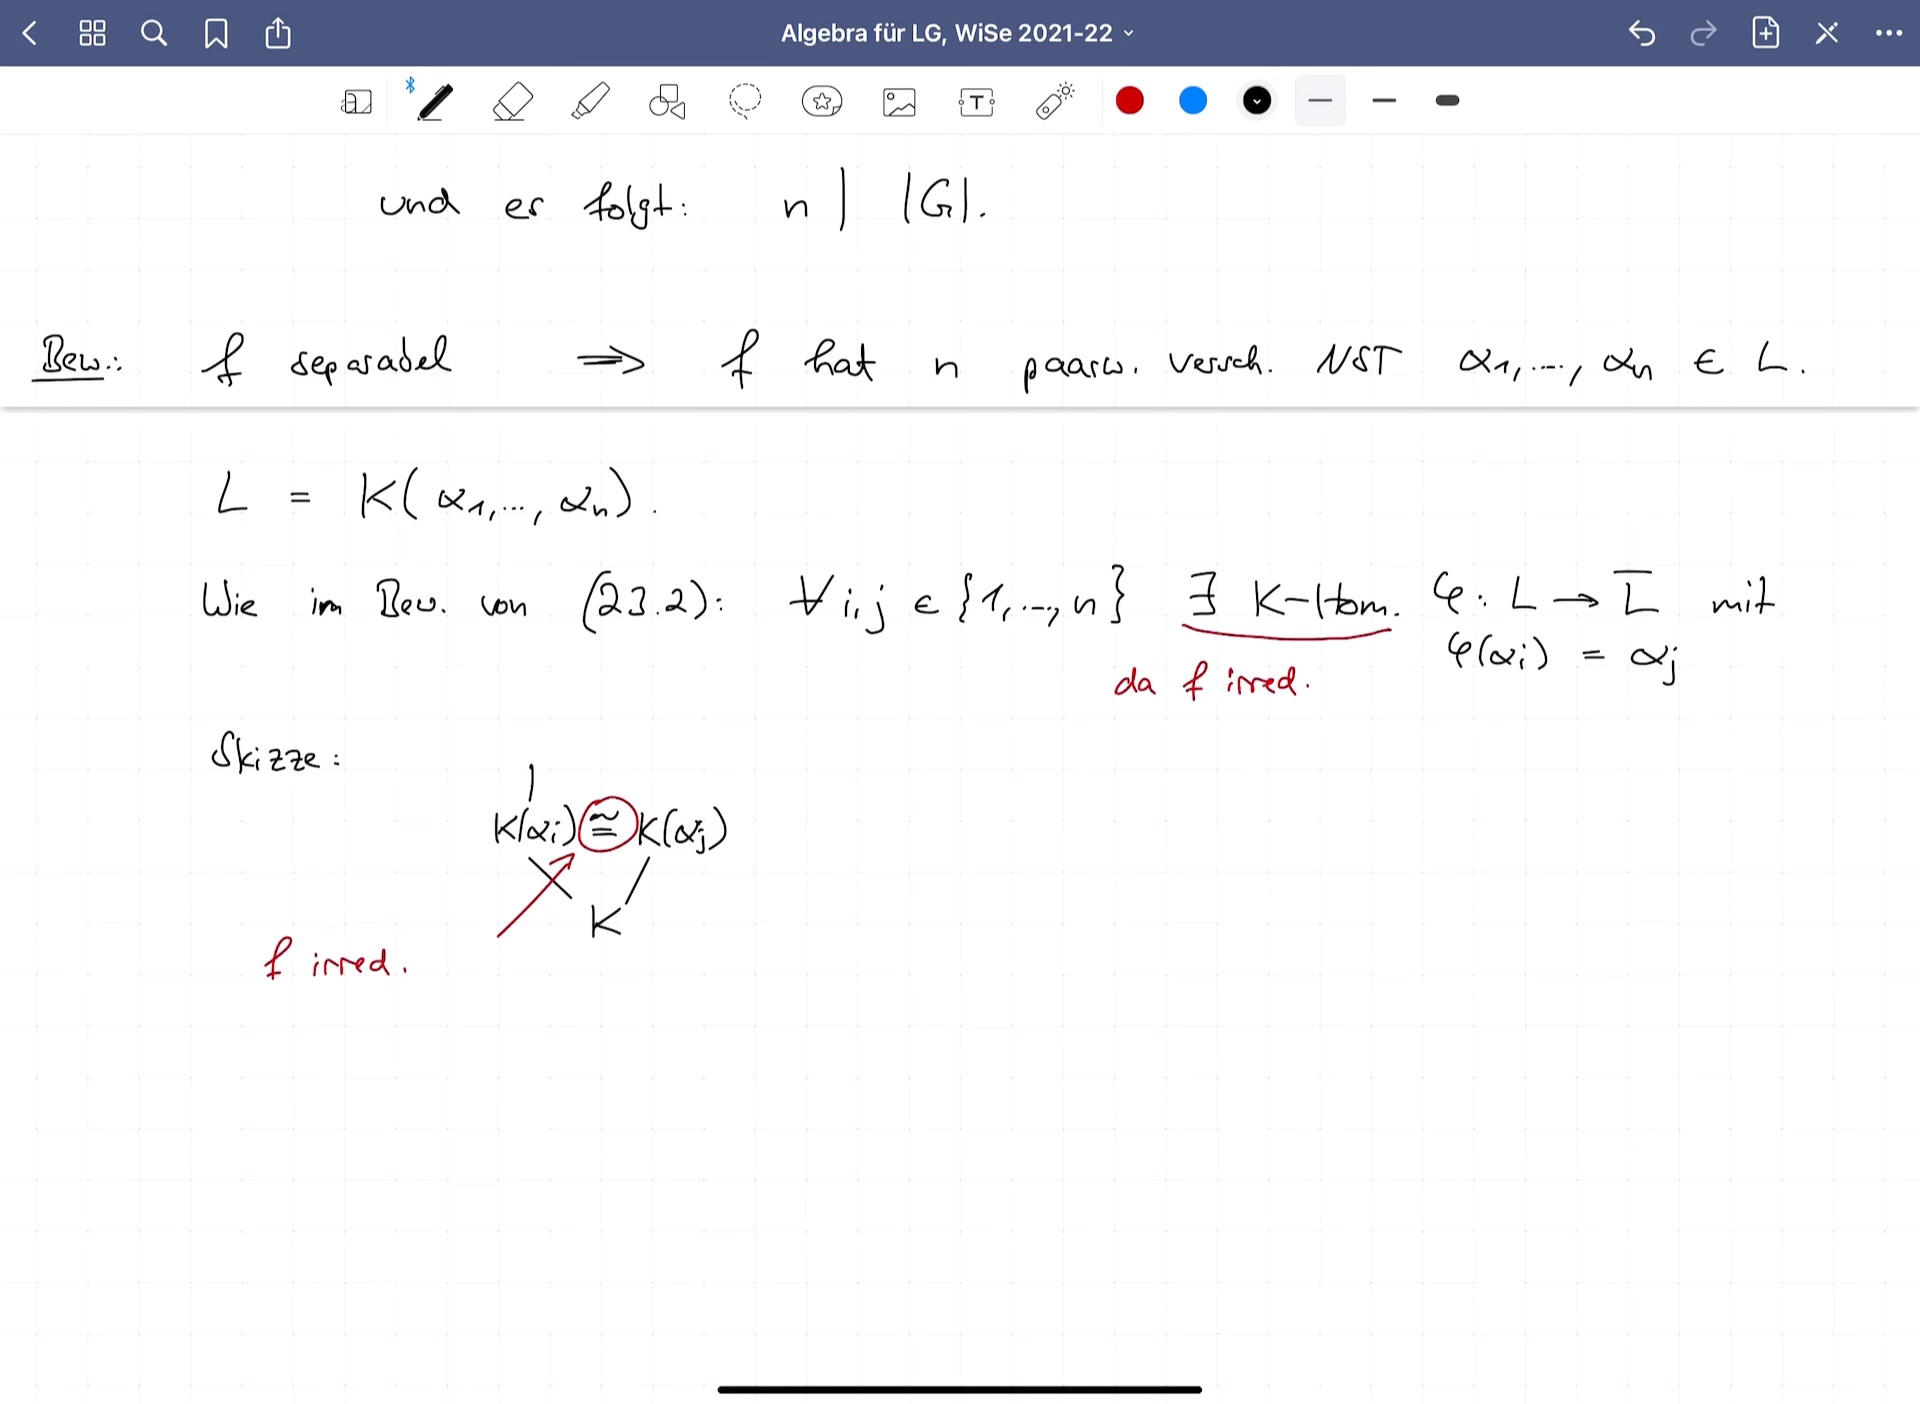 Algebra für LG, WiSe 2021-22
und es folgt: n | |G|.
Bew.: f separabel ⟹ f hat n paarw. versch. NST α₁,...,αₙ ∈ L.
L = K(α₁,...,αₙ).
Wie im Bew. von (23.2): ∀i,j ∈ {1,...,n} ∃ K-Hom. φ: L → L̅ mit
φ(αi) = αj
da f irred.
Skizze:
K(αi) ≅ K(αj)
K
f irred.